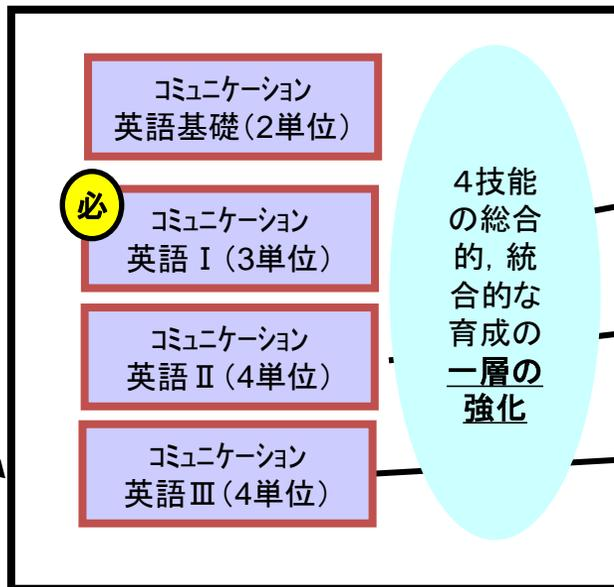 コミュニケーション
英語基礎(2単位)
必
コミュニケーション
英語Ⅰ(3単位)
コミュニケーション
英語Ⅱ(4単位)
コミュニケーション
英語Ⅲ(4単位)
4技能
の総合
的，統
合的な
育成の
一層の
強化